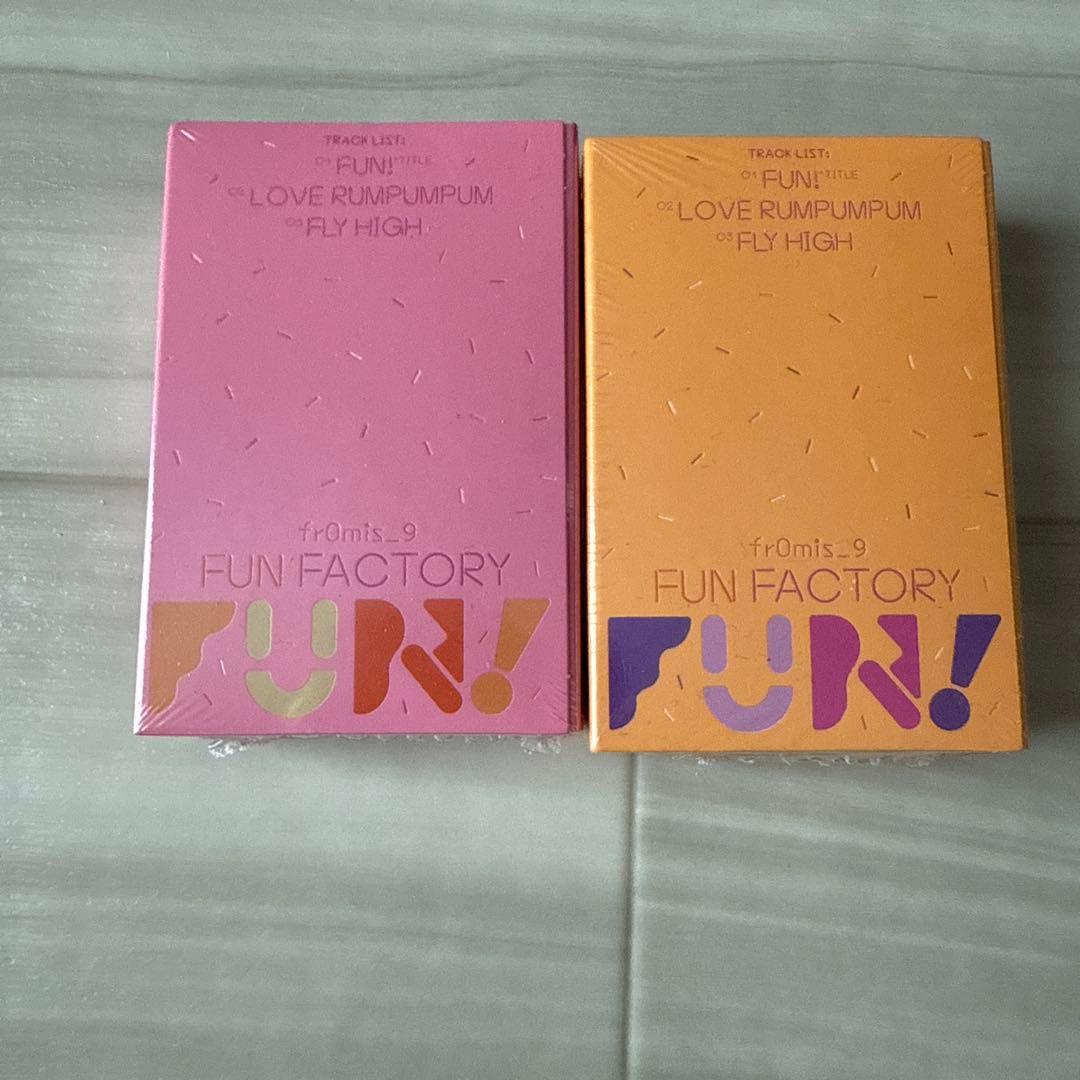 TRACK LIST:
01 FUN! *TITLE
02 LOVE RUMPUMPUM
03 FLY HIGH
fr0mis_9
FUN FACTORY
FUN!
TRACK LIST:
01 FUN! *TITLE
02 LOVE RUMPUMPUM
03 FLY HIGH
fr0mis_9
FUN FACTORY
FUN!